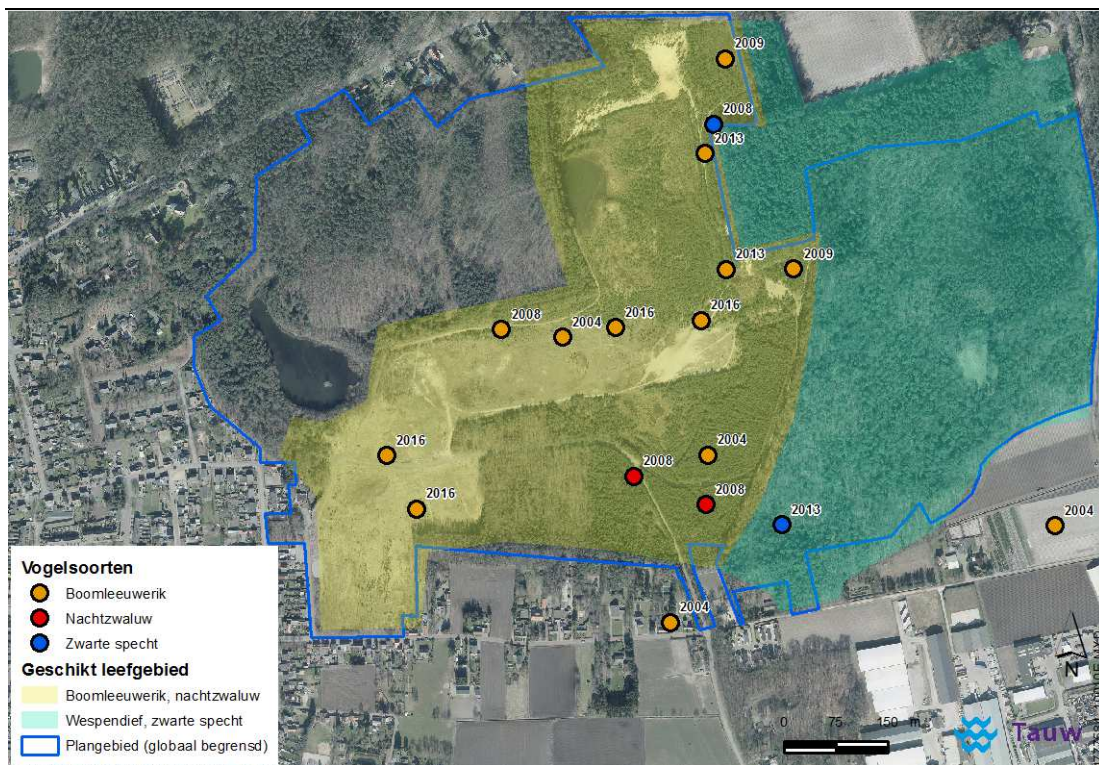 2009
2008
2013
2013
2009
2008
2004
2016
2016
2016
2004
2008
2016
2008
2013
2004
2004
Vogelsoorten
Boomleeuwerik
Nachtzwaluw
Zwarte specht
Geschikt leefgebied
Boomleeuwerik, nachtzwaluw
Wespendief, zwarte specht
Plangebied (globaal begrensd)
N
0 75 150 m
Tauw